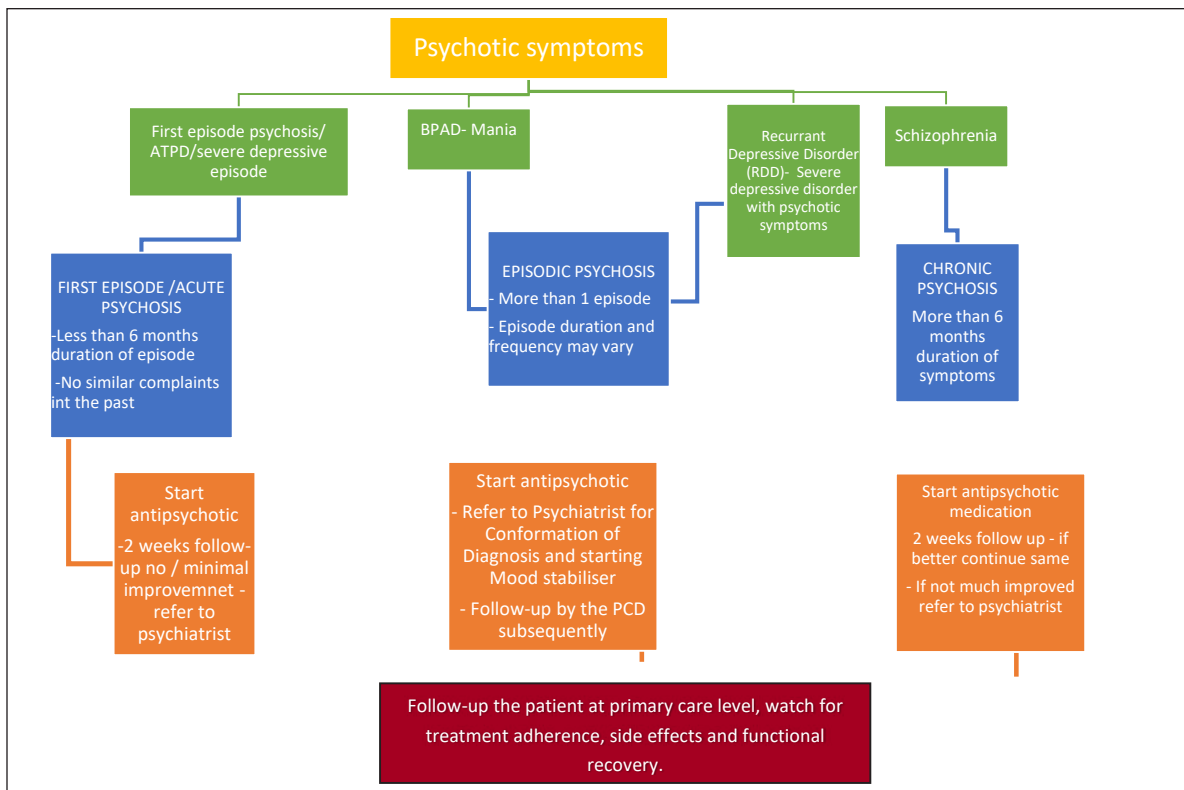 Psychotic symptoms
First episode psychosis/
ATPD/severe depressive
episode
BPAD- Mania
Recurrant
Depressive Disorder
(RDD)-  Severe
depressive disorder
with psychotic
symptoms
Schizophrenia
FIRST EPISODE /ACUTE
PSYCHOSIS
-Less than 6 months
duration of episode
-No similar complaints
int the past
EPISODIC PSYCHOSIS
- More than 1 episode
- Episode duration and
frequency may vary
CHRONIC
PSYCHOSIS
More than 6
months
duration of
symptoms
Start
antipsychotic
-2 weeks follow-
up no / minimal
improvemnet -
refer to
psychiatrist
Start antipsychotic
- Refer to Psychiatrist for
Conformation of
Diagnosis and starting
Mood stabiliser
- Follow-up by the PCD
subsequently
Start antipsychotic
medication
2 weeks follow up - if
better continue same
- If not much improved
refer to psychiatrist
Follow-up the patient at primary care level, watch for
treatment adherence, side effects and functional
recovery.